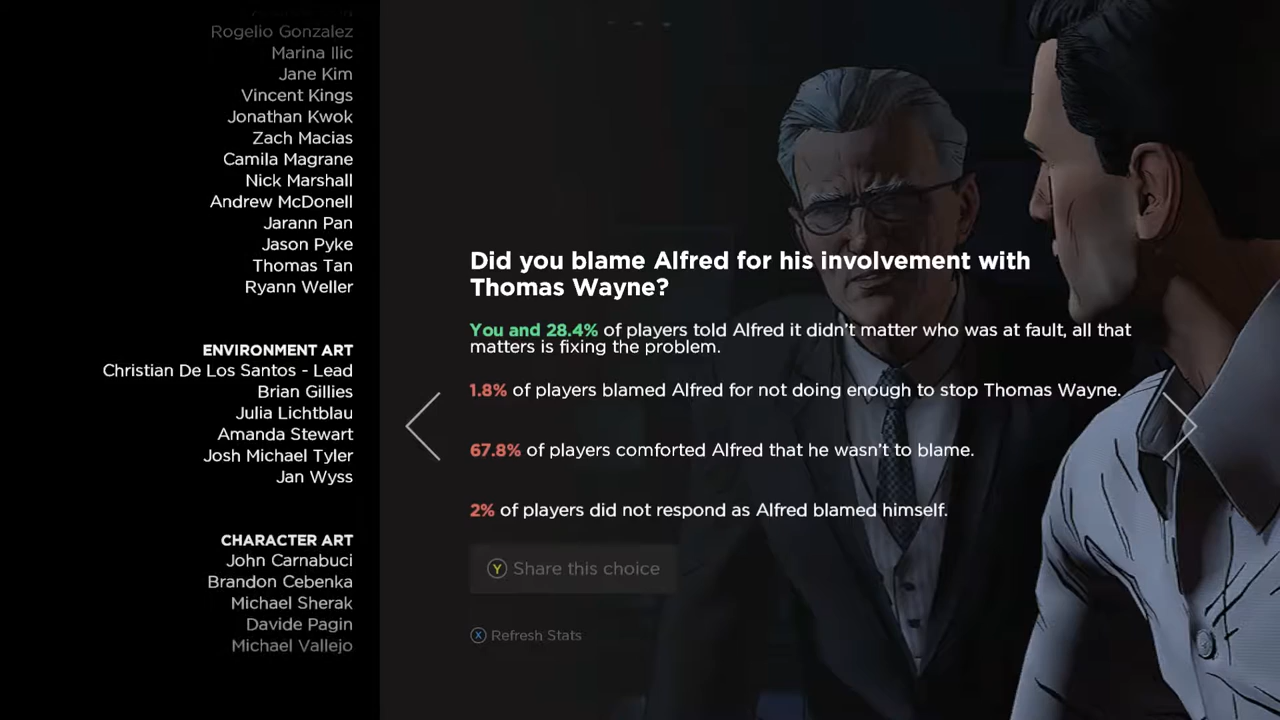 Rogelio Gonzalez
Marina Ilic
Jane Kim
Vincent Kings
Jonathan Kwok
Zach Macias
Camila Magrane
Nick Marshall
Andrew McDonell
Jarann Pan
Jason Pyke
Thomas Tan
Ryann Weller
ENVIRONMENT ART
Christian De Los Santos - Lead
Brian Gillies
Julia Lichtblau
Amanda Stewart
Josh Michael Tyler
Jan Wyss
CHARACTER ART
John Carnabuci
Brandon Cebenka
Michael Sherak
Davide Pagin
Michael Vallejo
Did you blame Alfred for his involvement with
Thomas Wayne?
You and 28.4% of players told Alfred it didn't matter who was at fault, all that
matters is fixing the problem.
1.8% of players blamed Alfred for not doing enough to stop Thomas Wayne.
67.8% of players comforted Alfred that he wasn't to blame.
2% of players did not respond as Alfred blamed himself.
Y Share this choice
X Refresh Stats